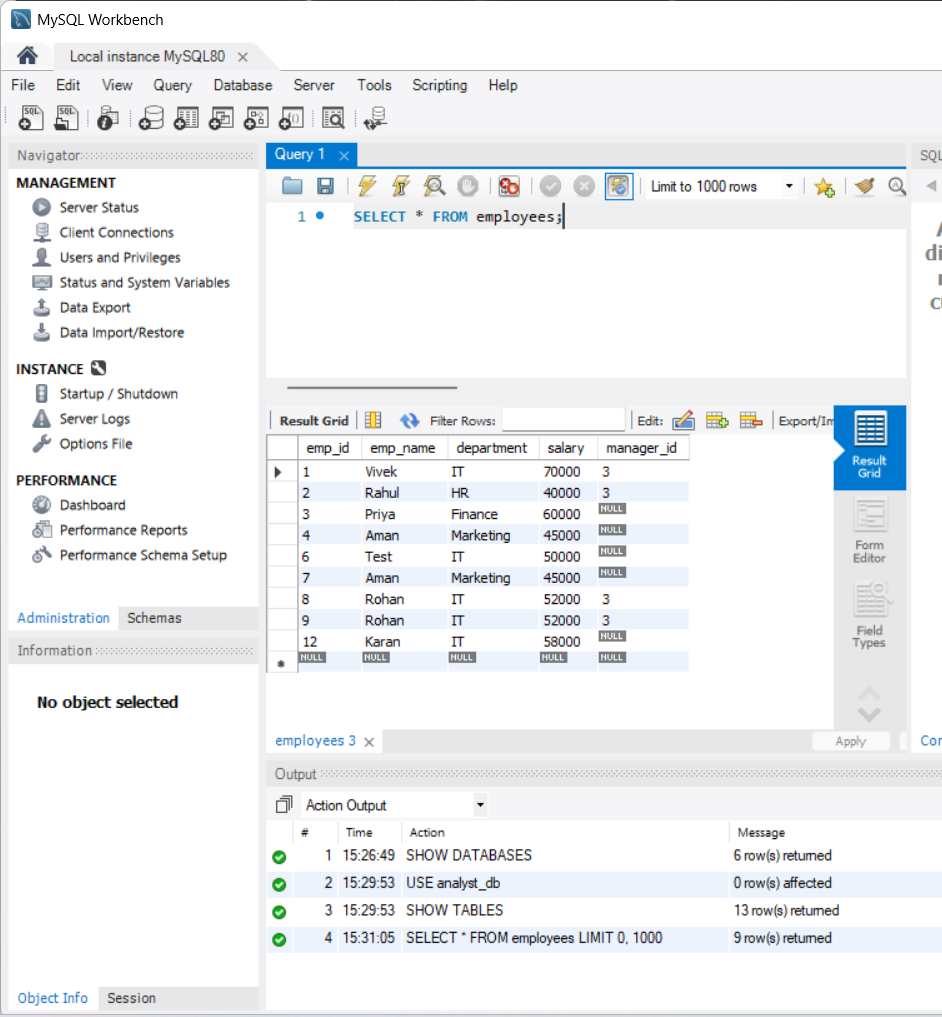 MySQL Workbench
Local instance MySQL80
File Edit View Query Database Server Tools Scripting Help
Navigator
MANAGEMENT
Server Status
Client Connections
Users and Privileges
Status and System Variables
Data Export
Data Import/Restore
INSTANCE
Startup / Shutdown
Server Logs
Options File
PERFORMANCE
Dashboard
Performance Reports
Performance Schema Setup
Administration Schemas
Information
No object selected
Object Info Session
Query 1
Limit to 1000 rows
1 SELECT * FROM employees;
Result Grid Filter Rows: Edit:
emp_id emp_name department salary manager_id
1 Vivek IT 70000 3
2 Rahul HR 40000 3
3 Priya Finance 60000 NULL
4 Aman Marketing 45000 NULL
6 Test IT 50000 NULL
7 Aman Marketing 45000 NULL
8 Rohan IT 52000 3
9 Rohan IT 52000 3
12 Karan IT 58000 NULL
NULL NULL NULL NULL NULL
Result
Grid
Form
Editor
Field
Types
employees 3 Apply
Output
Action Output
# Time Action Message
1 15:26:49 SHOW DATABASES 6 row(s) returned
2 15:29:53 USE analyst_db 0 row(s) affected
3 15:29:53 SHOW TABLES 13 row(s) returned
4 15:31:05 SELECT * FROM employees LIMIT 0, 1000 9 row(s) returned